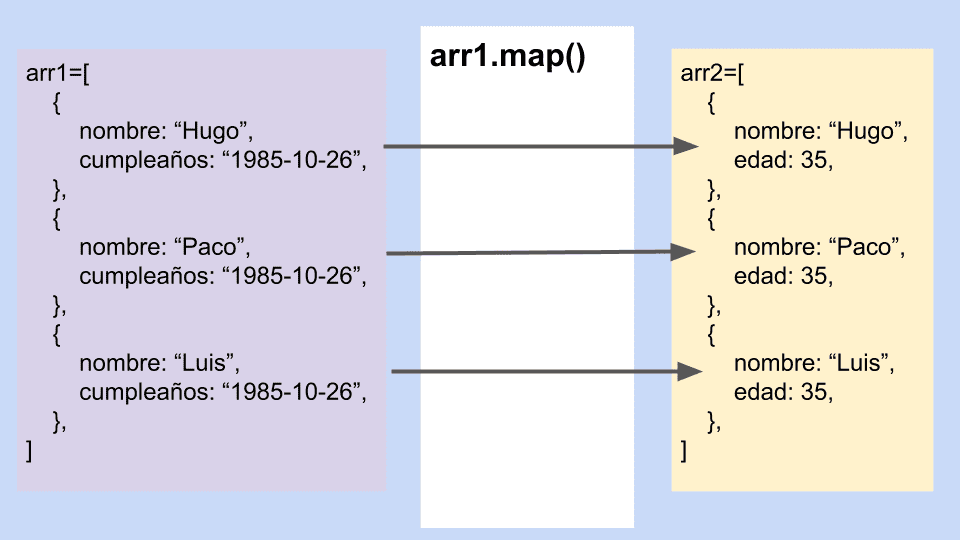 arr1=[
{
nombre: “Hugo”,
cumpleaños: “1985-10-26”,
},
{
nombre: “Paco”,
cumpleaños: “1985-10-26”,
},
{
nombre: “Luis”,
cumpleaños: “1985-10-26”,
},
]
arr1.map()
arr2=[
{
nombre: “Hugo”,
edad: 35,
},
{
nombre: “Paco”,
edad: 35,
},
{
nombre: “Luis”,
edad: 35,
},
]